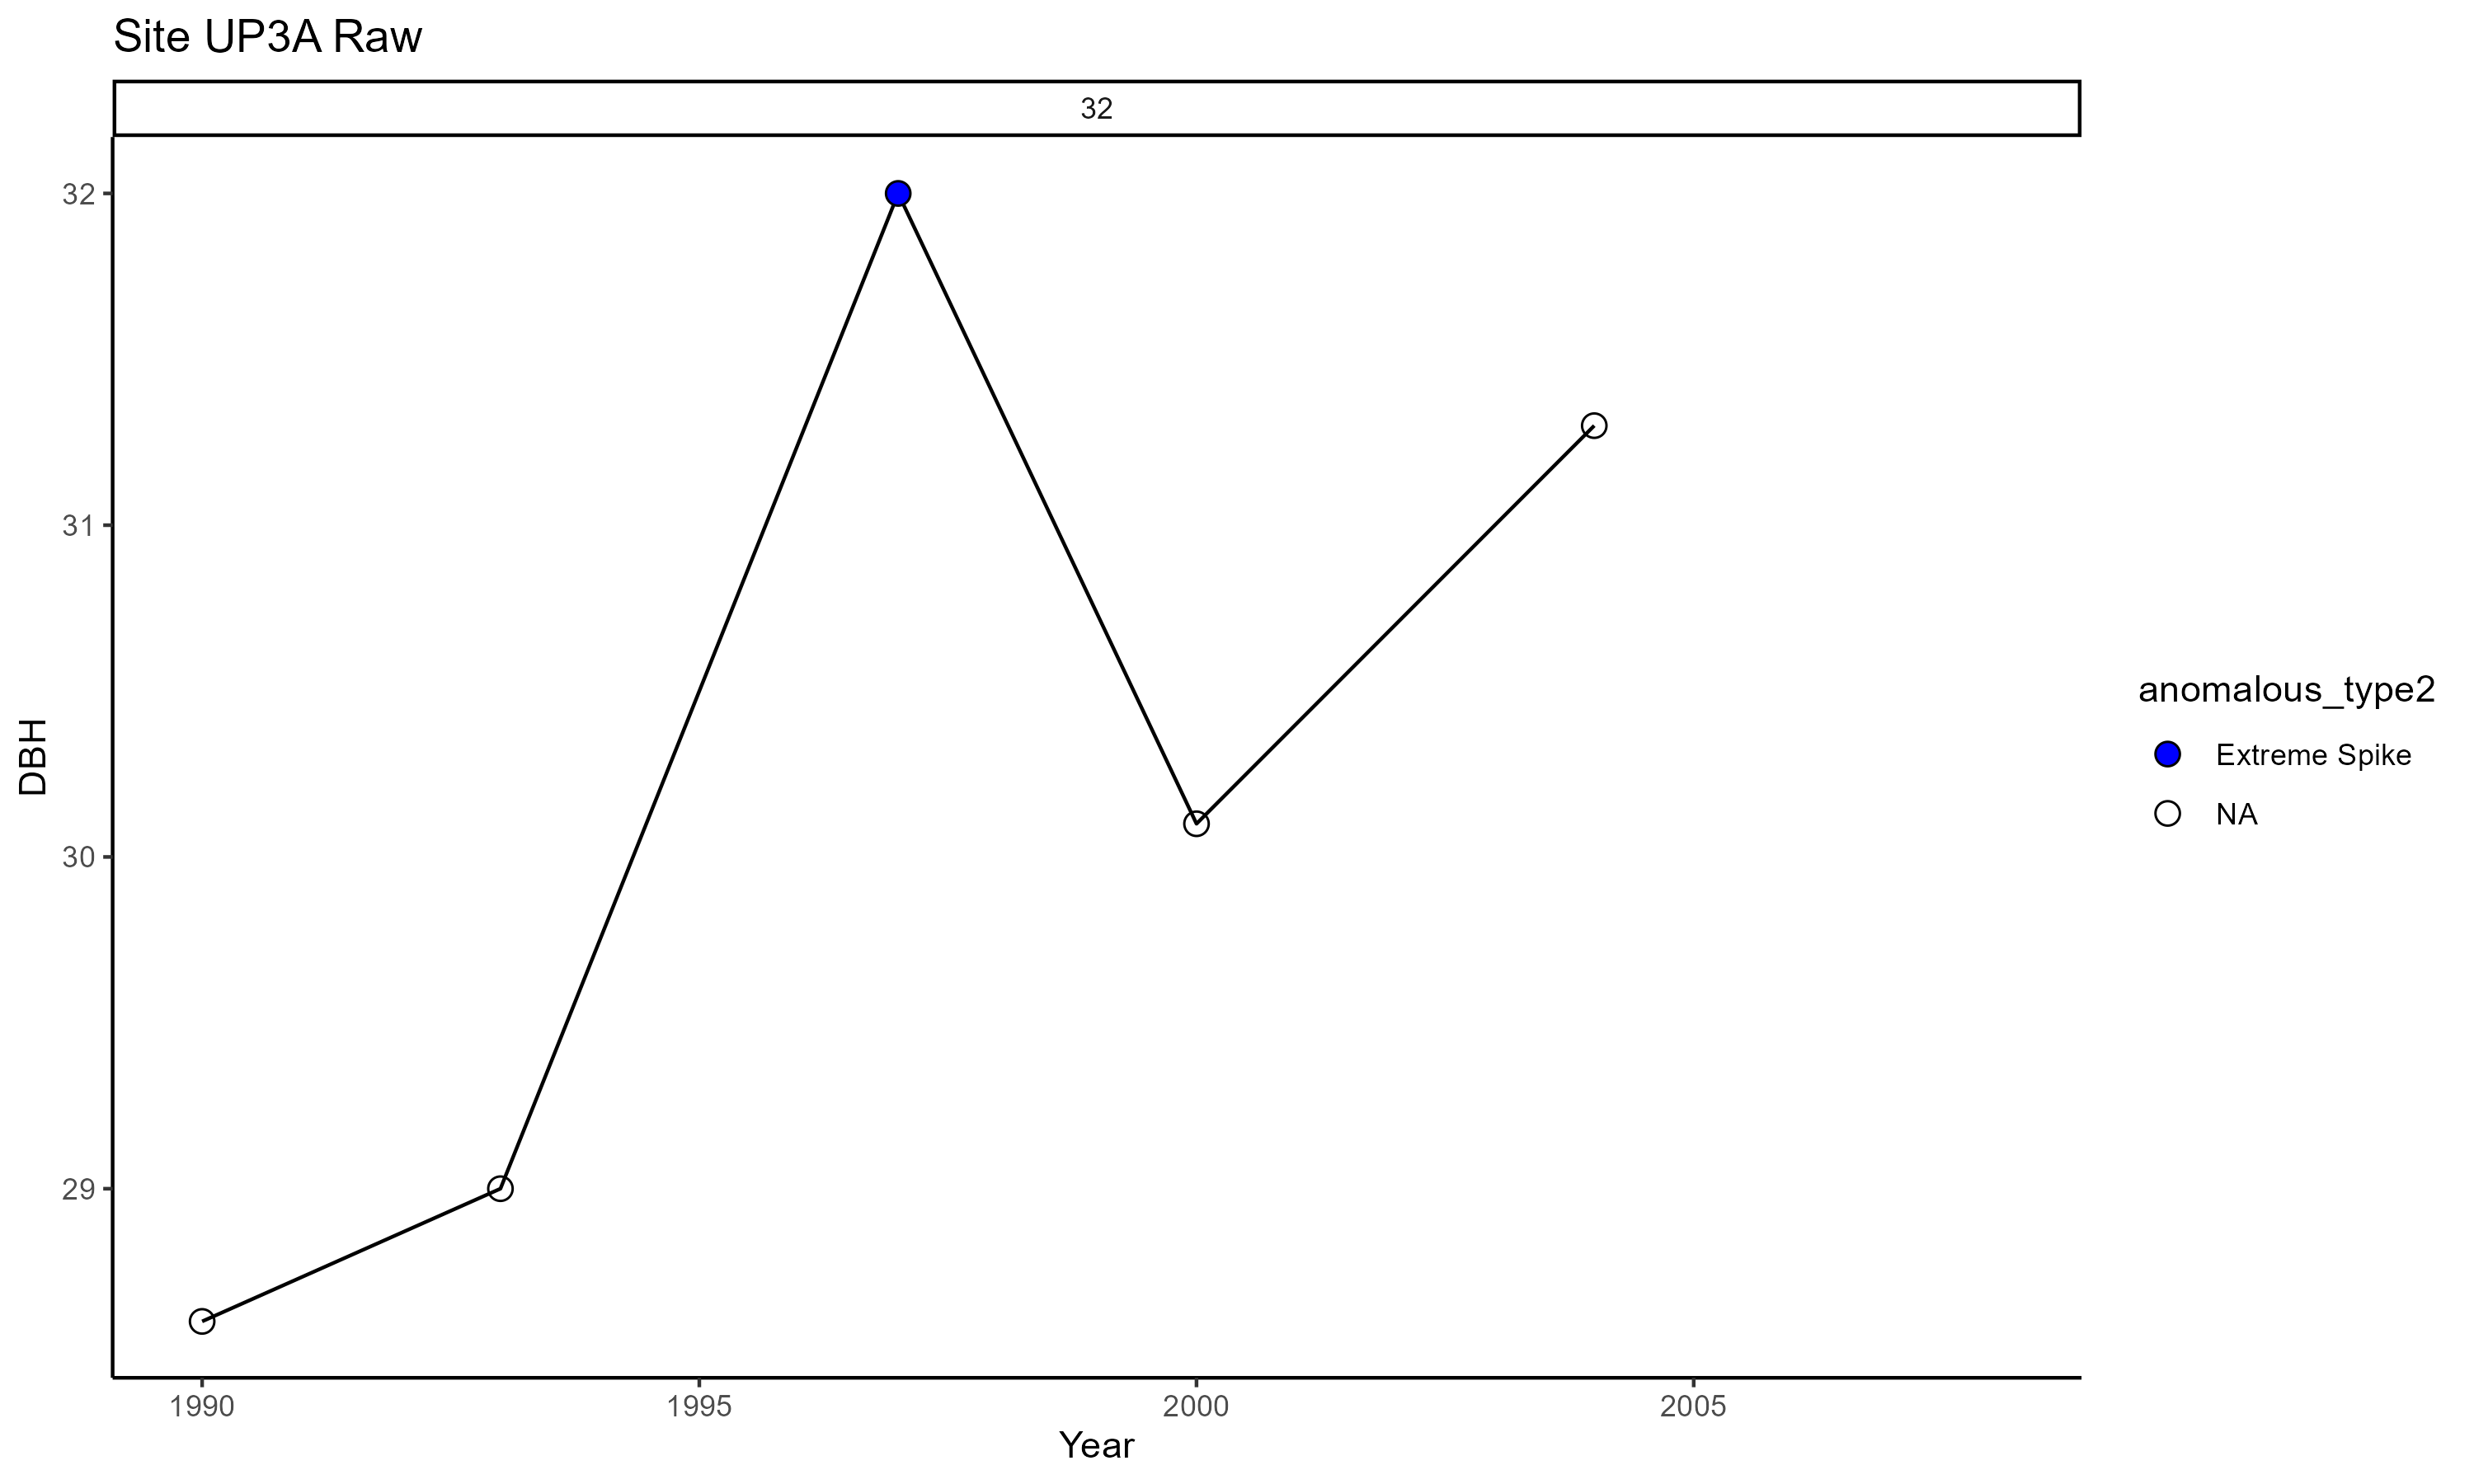 Site UP3A Raw
32
32
31
30
29
DBH
1990 1995 2000 2005
Year
anomalous_type2
Extreme Spike
NA